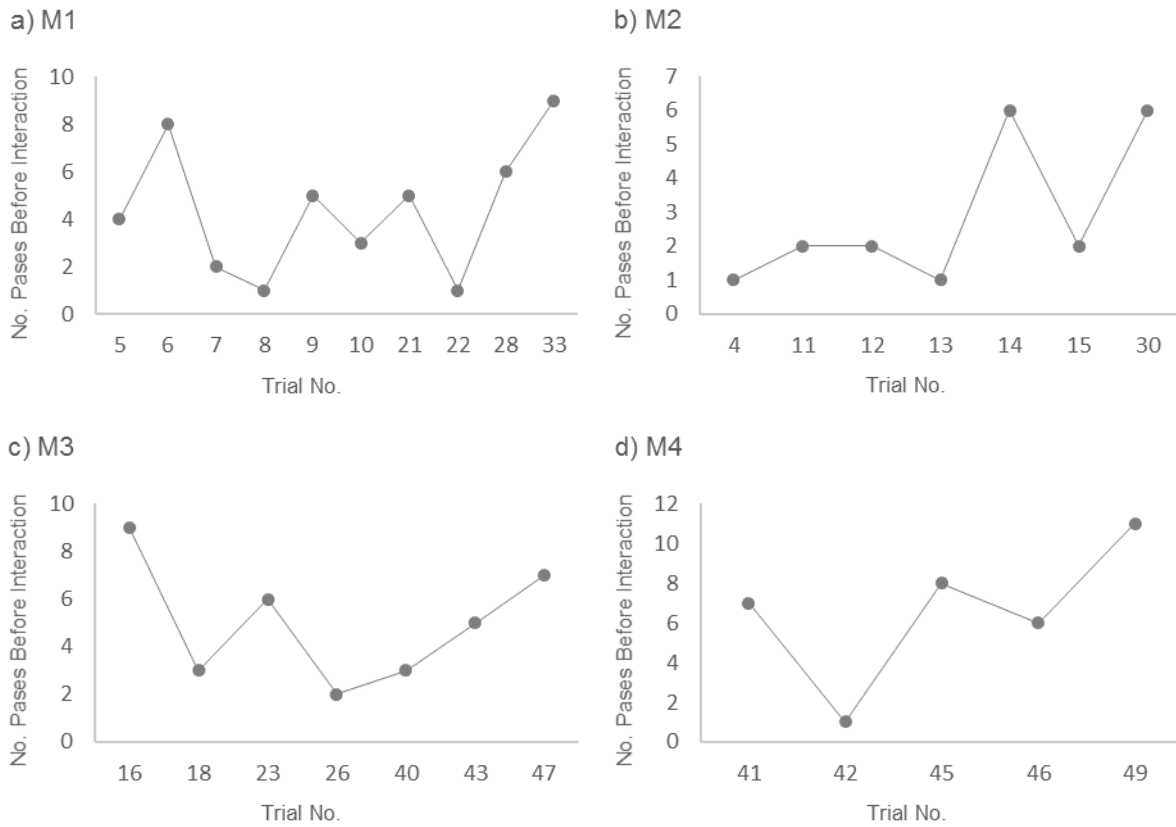 a) M1
No. Pases Before Interaction
10
8
6
4
2
0
5 6 7 8 9 10 21 22 28 33
Trial No.
b) M2
No. Pases Before Interaction
7
6
5
4
3
2
1
0
4 11 12 13 14 15 30
Trial No.
c) M3
No. Pases Before Interaction
10
8
6
4
2
0
16 18 23 26 40 43 47
Trial No.
d) M4
No. Pases Before Interaction
12
10
8
6
4
2
0
41 42 45 46 49
Trial No.